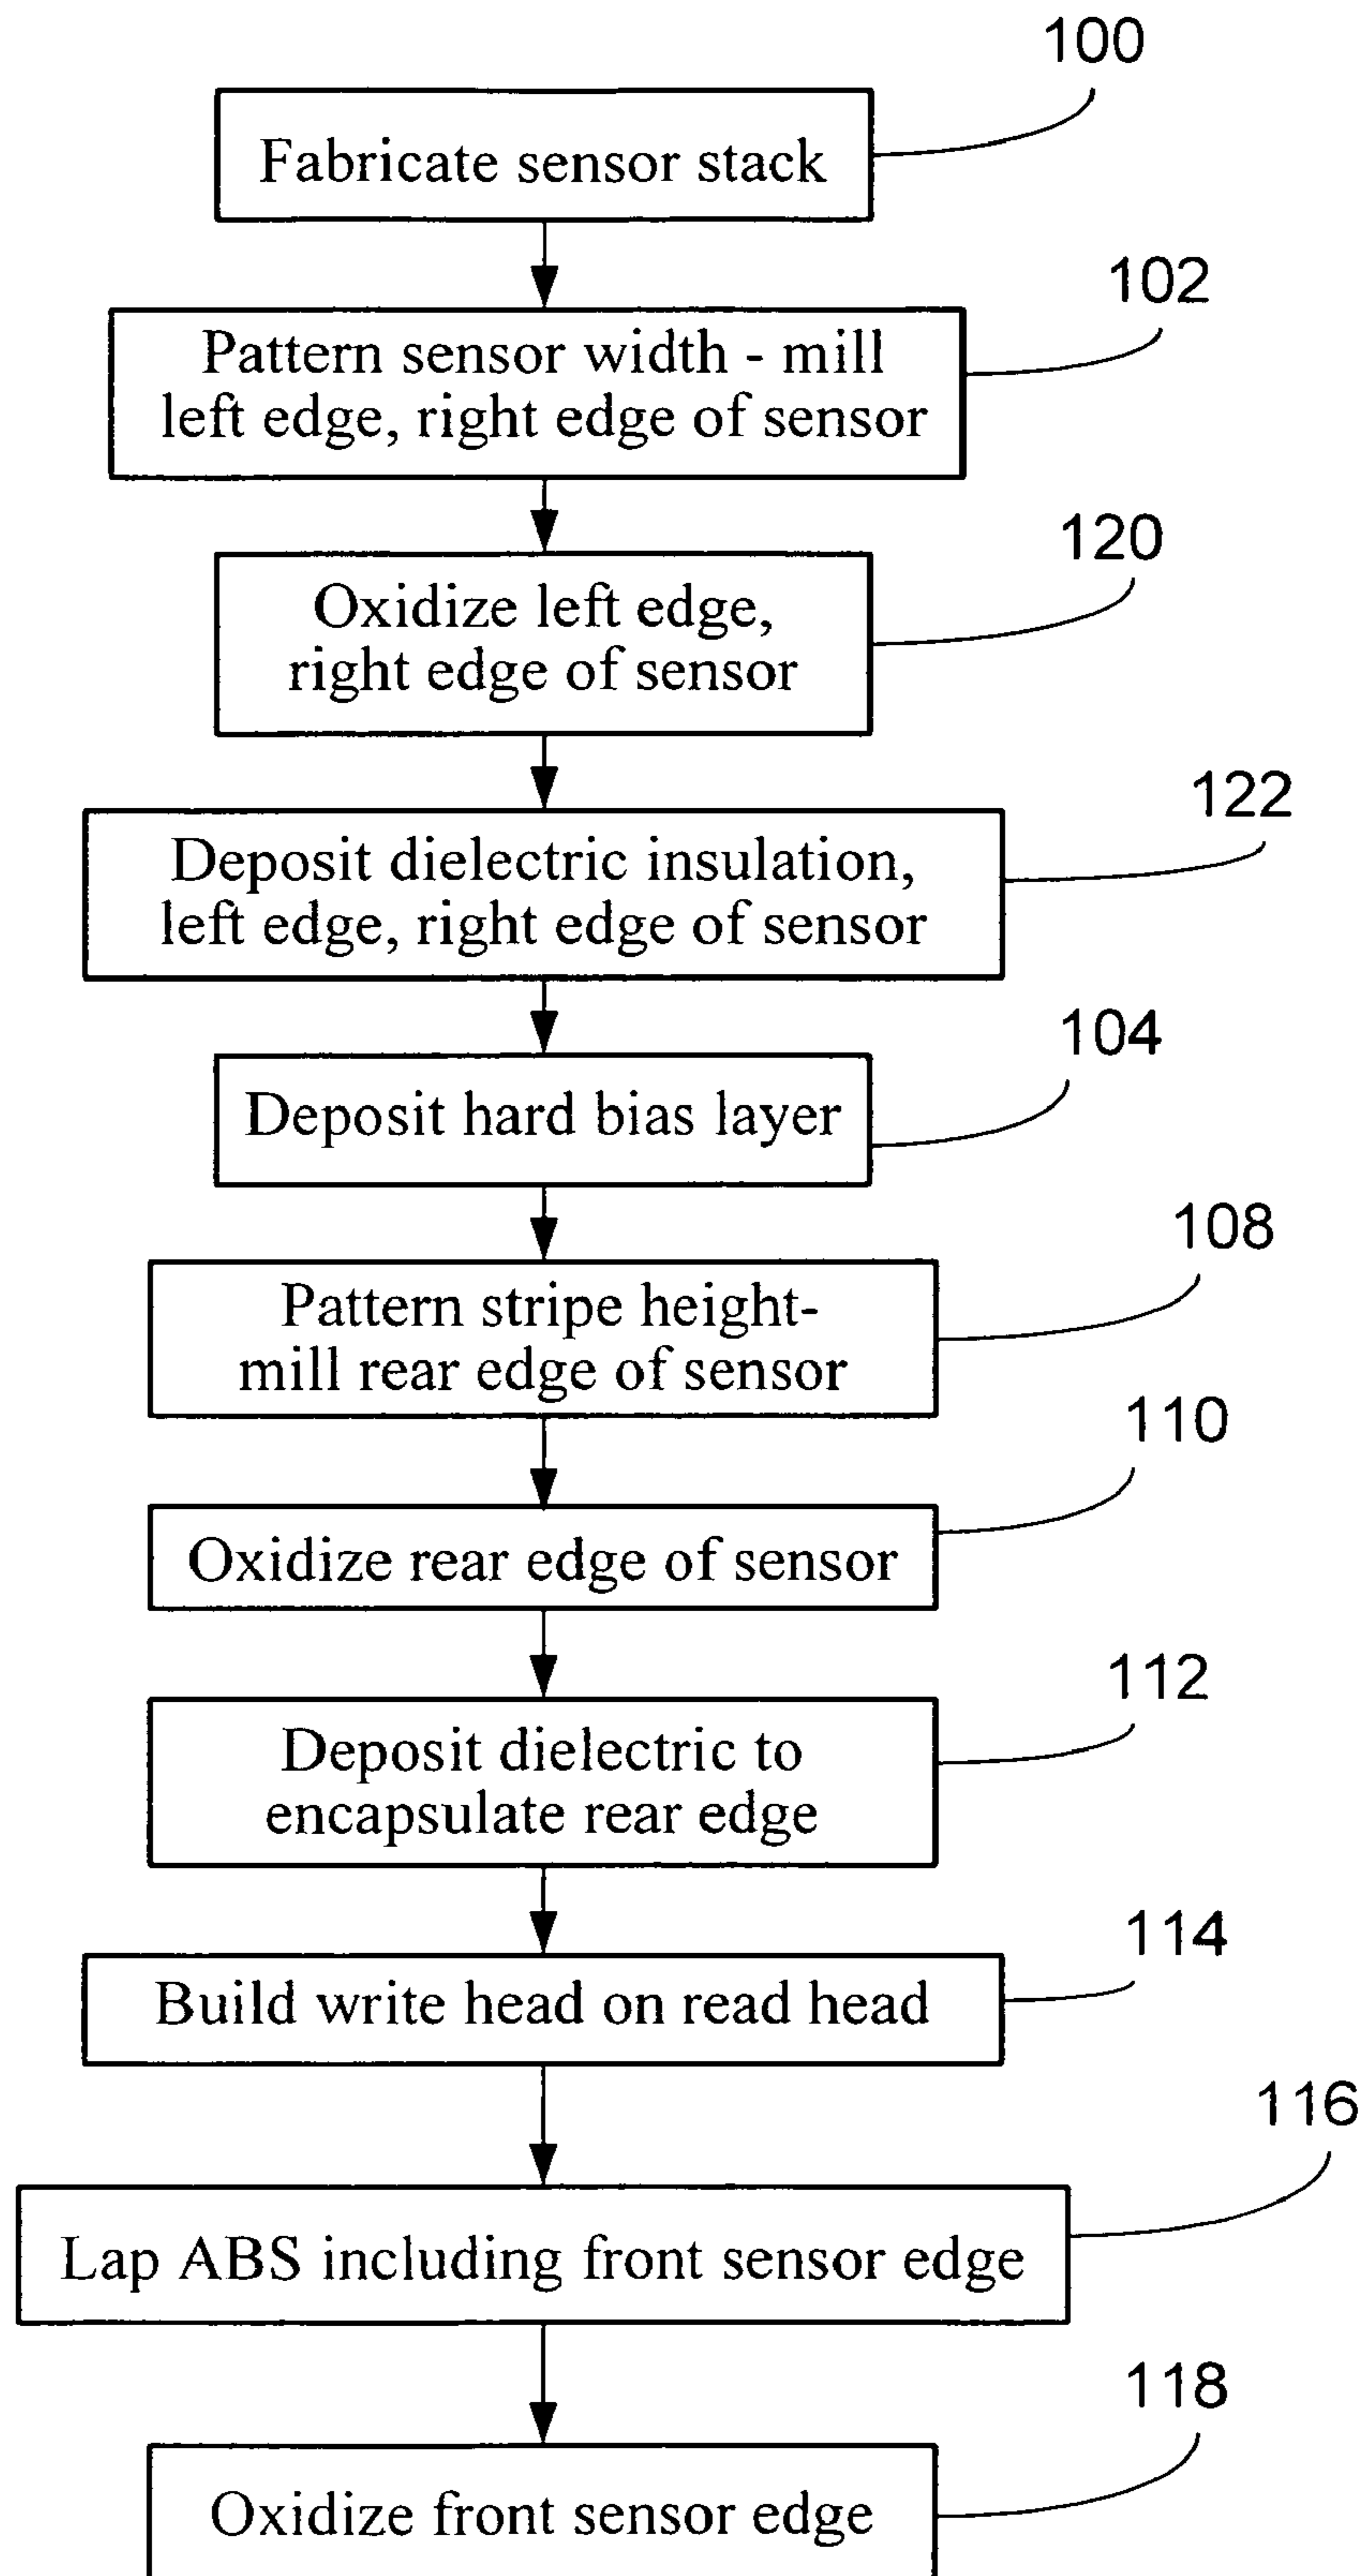 100
Fabricate sensor stack
102
Pattern sensor width - mill
left edge, right edge of sensor
120
Oxidize left edge,
right edge of sensor
122
Deposit dielectric insulation,
left edge, right edge of sensor
104
Deposit hard bias layer
108
Pattern stripe height-
mill rear edge of sensor
110
Oxidize rear edge of sensor
112
Deposit dielectric to
encapsulate rear edge
114
Build write head on read head
116
Lap ABS including front sensor edge
118
Oxidize front sensor edge